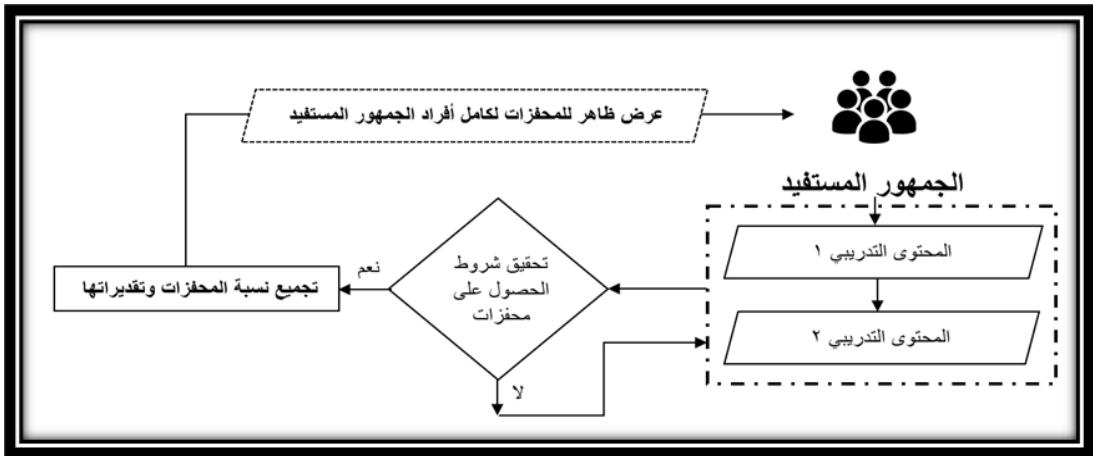 عرض ظاهر للمحفزات لكامل أفراد الجمهور المستفيد
الجمهور المستفيد
المحتوى التدريبي ١
المحتوى التدريبي ٢
تحقيق شروط
الحصول على
محفزات
نعم
تجميع نسبة المحفزات وتقديراتها
لا